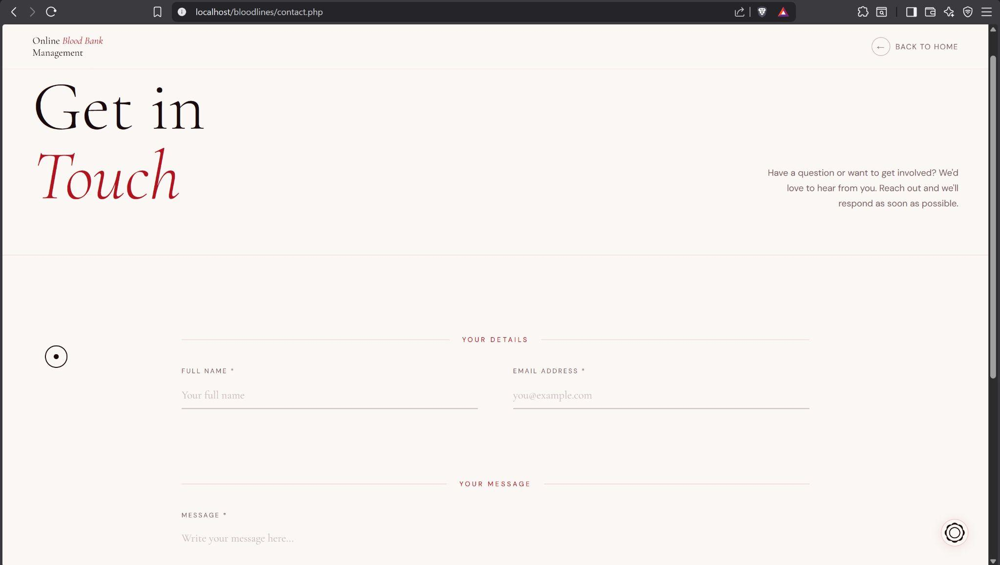 localhost/bloodlines/contact.php
Online Blood Bank
Management
← BACK TO HOME
Get in
Touch
Have a question or want to get involved? We'd
love to hear from you. Reach out and we'll
respond as soon as possible.
YOUR DETAILS
FULL NAME *
Your full name
EMAIL ADDRESS *
you@example.com
YOUR MESSAGE
MESSAGE *
Write your message here...